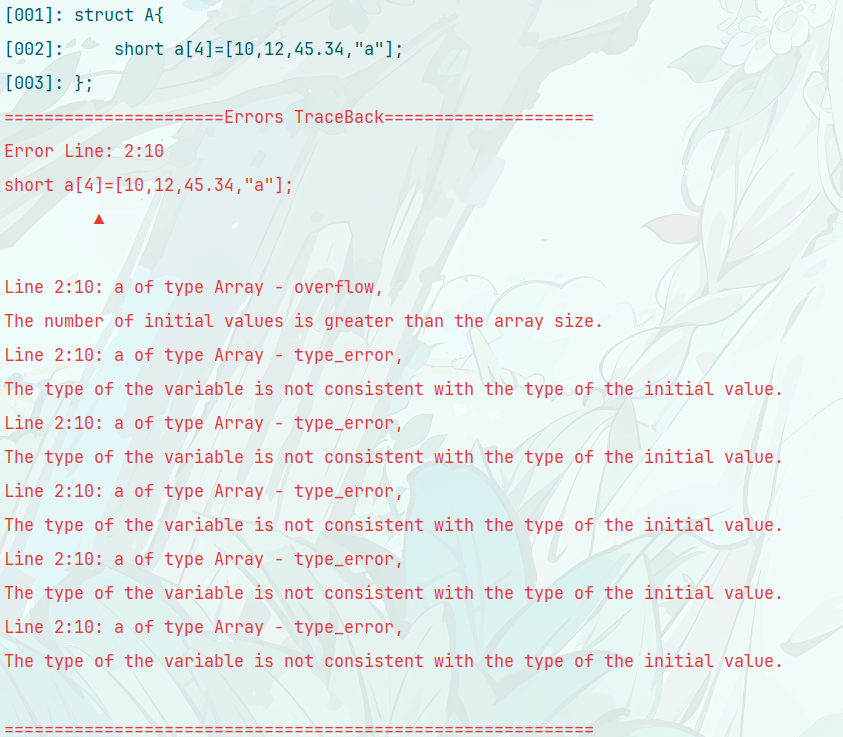 [001]: struct A{
[002]:     short a[4]=[10,12,45.34,"a"];
[003]: };
======================Errors TraceBack=====================
Error Line: 2:10
short a[4]=[10,12,45.34,"a"];
         ▲
Line 2:10: a of type Array - overflow,
The number of initial values is greater than the array size.
Line 2:10: a of type Array - type_error,
The type of the variable is not consistent with the type of the initial value.
Line 2:10: a of type Array - type_error,
The type of the variable is not consistent with the type of the initial value.
Line 2:10: a of type Array - type_error,
The type of the variable is not consistent with the type of the initial value.
Line 2:10: a of type Array - type_error,
The type of the variable is not consistent with the type of the initial value.
Line 2:10: a of type Array - type_error,
The type of the variable is not consistent with the type of the initial value.
===========================================================